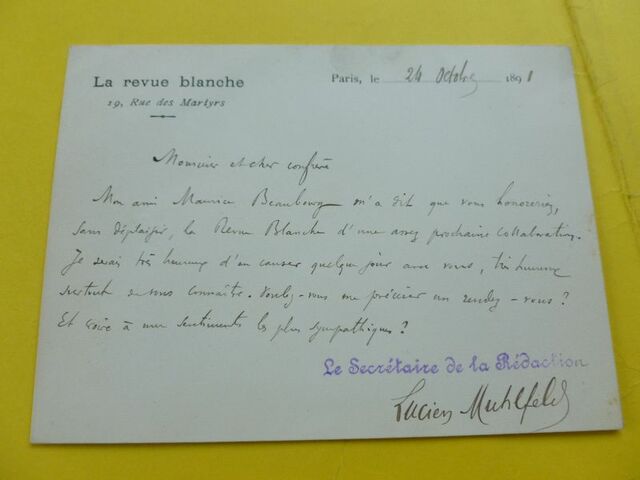 La revue blanche
19, Rue des Martyrs
Paris, le 24 Octobre 1891
Monsieur et cher confrère
Mon ami Maurice Beaubourg m'a dit que vous honoreriez,
sans déplaisir, la Revue Blanche d'une assez prochaine collaboration.
Je serais très heureux d'en causer quelque jour avec vous, très heureux
surtout de vous connaître. Voulez-vous me préciser un rendez-vous ?
Et croire à mes sentiments les plus sympathiques ?
Le Secrétaire de la Rédaction
Lucien Muhlfeld